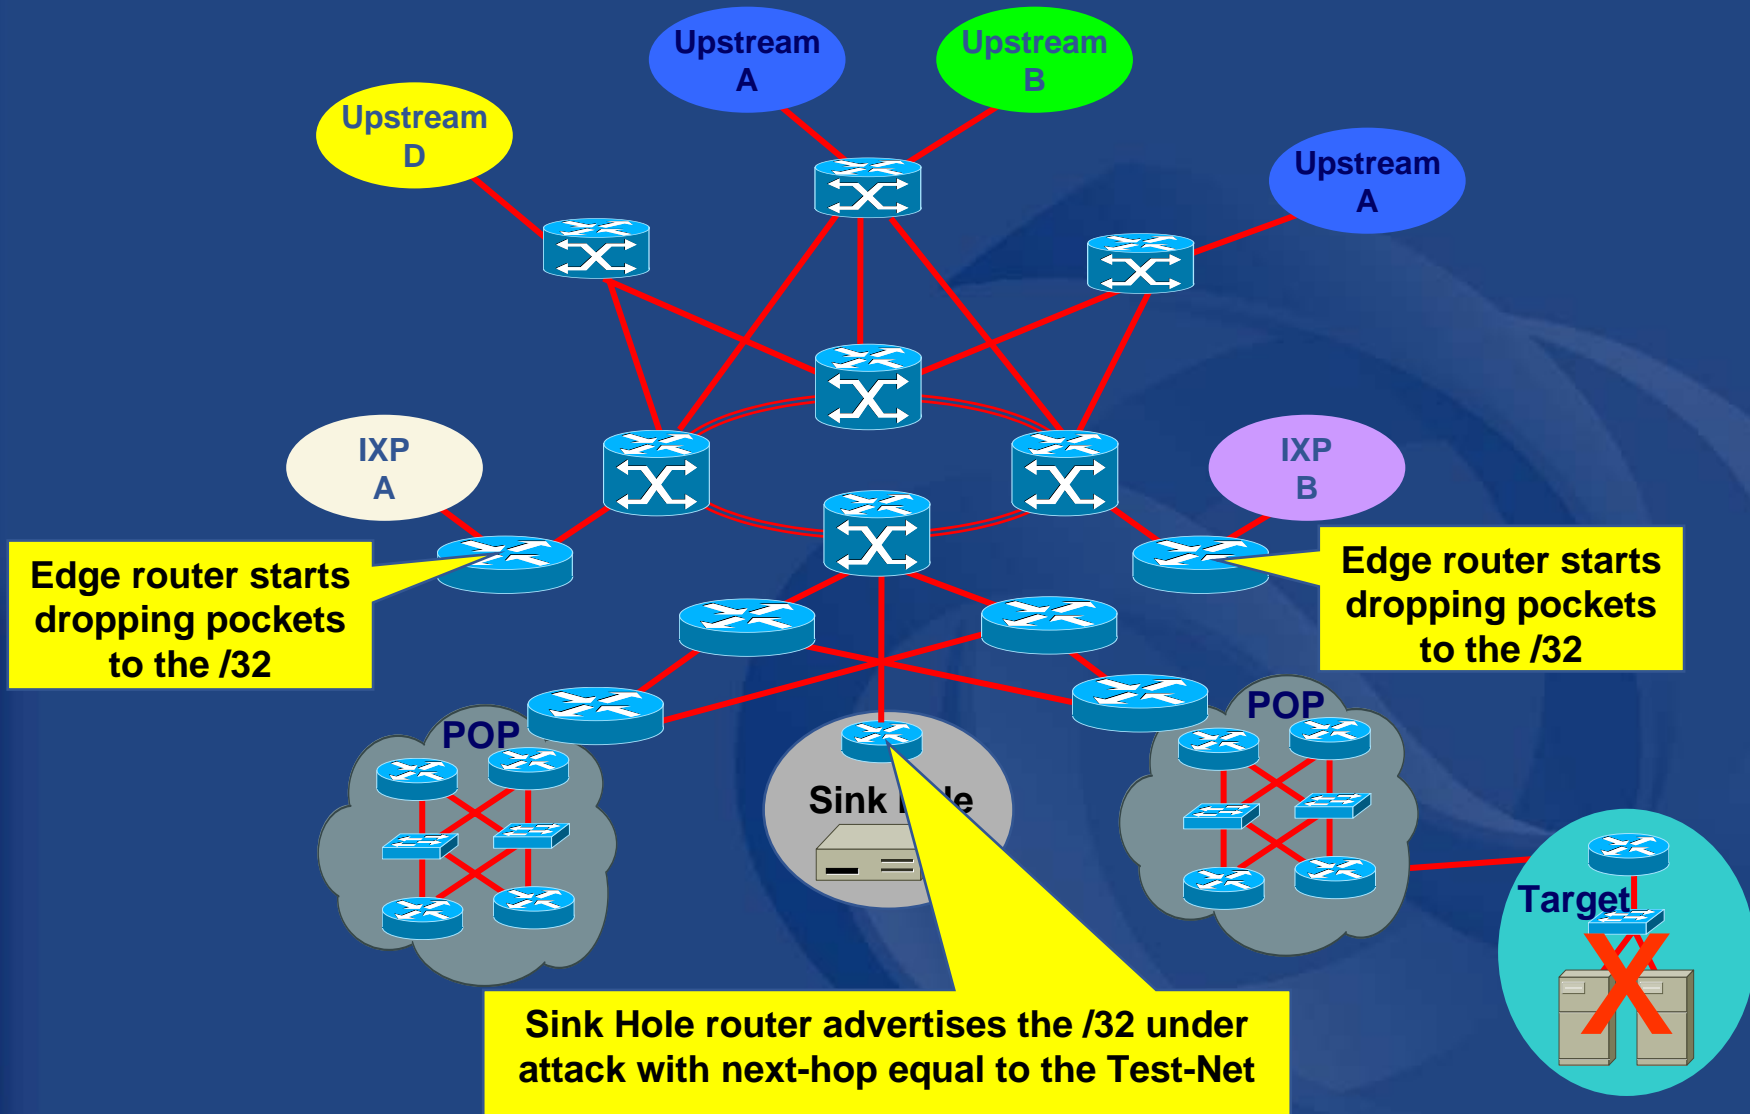 Upstream
A
Upstream
B
Upstream
D
Upstream
A
IXP
A
IXP
B
Edge router starts
dropping pockets
to the /32
Edge router starts
dropping pockets
to the /32
POP
POP
Sink
Target
Sink Hole router advertises the /32 under
attack with next-hop equal to the Test-Net